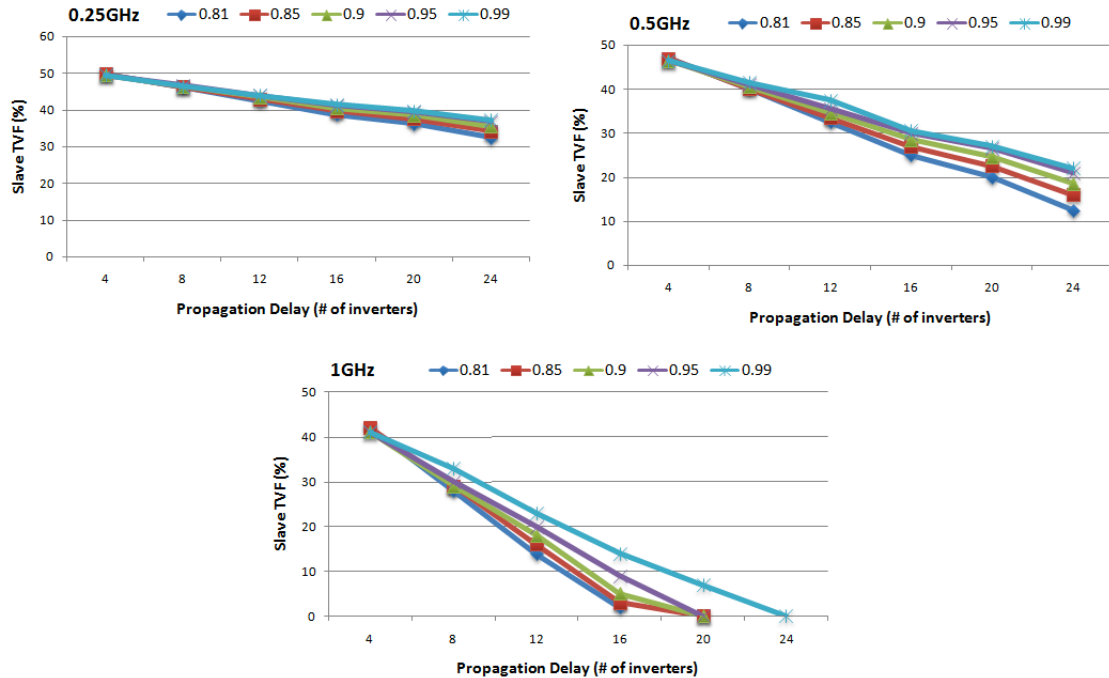 0.25GHz 0.81 0.85 0.9 0.95 0.99
60
50
40
30
20
10
0
Slave TVF (%)
4 8 12 16 20 24
Propagation Delay (# of inverters)
0.5GHz 0.81 0.85 0.9 0.95 0.99
50
40
30
20
10
0
Slave TVF (%)
4 8 12 16 20 24
Propagation Delay (# of inverters)
1GHz 0.81 0.85 0.9 0.95 0.99
50
40
30
20
10
0
Slave TVF (%)
4 8 12 16 20 24
Propagation Delay (# of inverters)